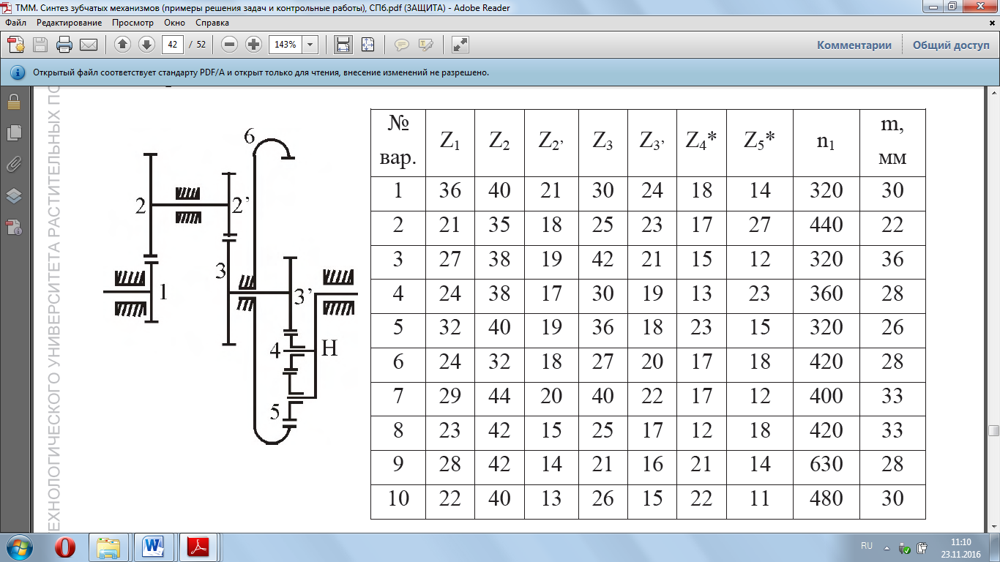 ТММ. Синтез зубчатых механизмов (примеры решения задач и контрольные работы), СПб.pdf (ЗАЩИТА) - Adobe Reader
Файл Редактирование Просмотр Окно Справка
42 / 52 143% Комментарии Общий доступ
Открытый файл соответствует стандарту PDF/A и открыт только для чтения, внесение изменений не разрешено.
ЕХНОЛОГИЧЕСКОГО УНИВЕРСИТЕТА РАСТИТЕЛЬНЫХ ПО
6
2
2’
3
1
3’
4
H
5
№ вар. Z1 Z2 Z2’ Z3 Z3’ Z4* Z5* n1 m, мм
1 36 40 21 30 24 18 14 320 30
2 21 35 18 25 23 17 27 440 22
3 27 38 19 42 21 15 12 320 36
4 24 38 17 30 19 13 23 360 28
5 32 40 19 36 18 23 15 320 26
6 24 32 18 27 20 17 18 420 28
7 29 44 20 40 22 17 12 400 33
8 23 42 15 25 17 12 18 420 33
9 28 42 14 21 16 21 14 630 28
10 22 40 13 26 15 22 11 480 30
RU
11:10
23.11.2016